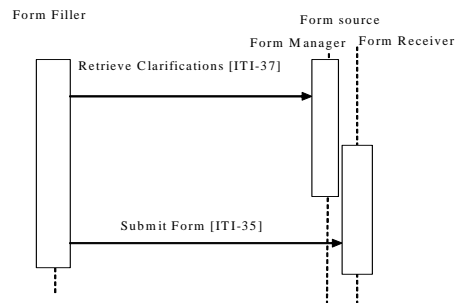 Form Filler
Form source
Form Manager
Form Receiver
Retrieve Clarifications [ITI-37]
Submit Form [ITI-35]